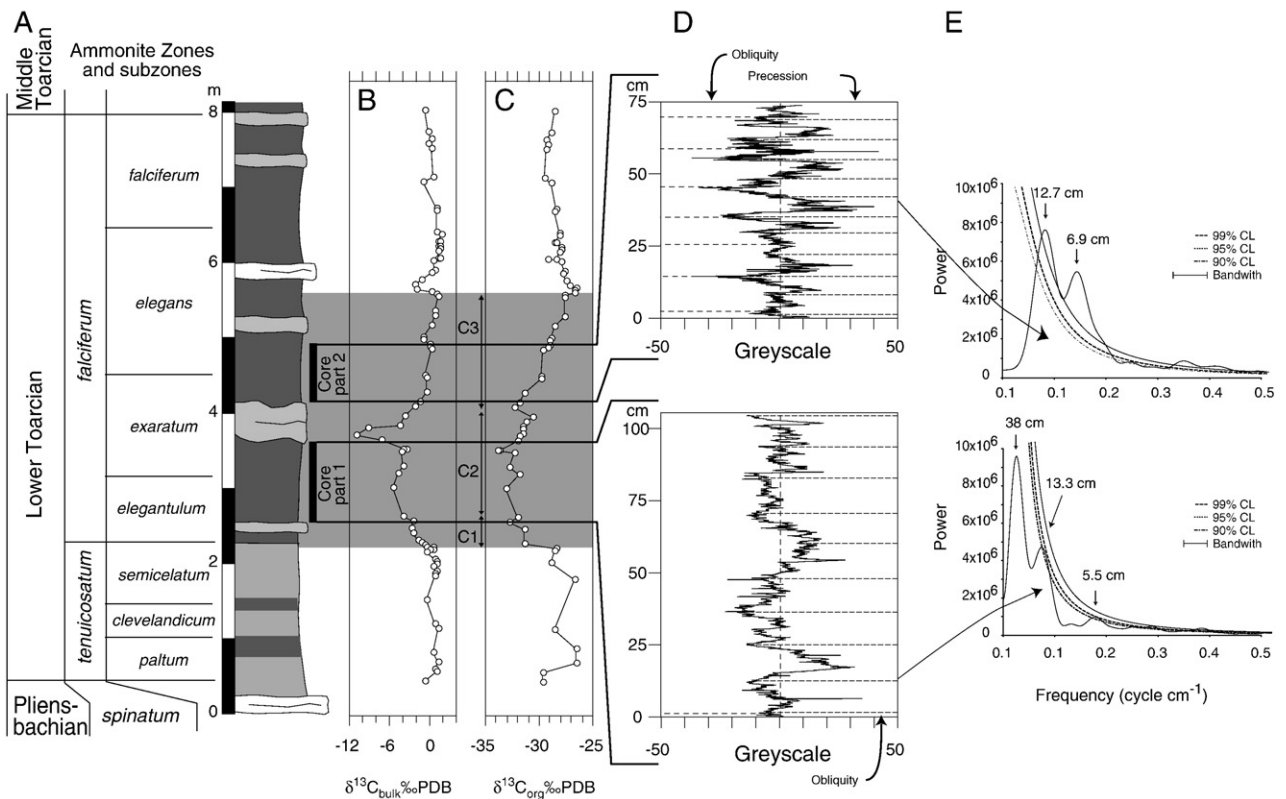 A
Ammonite Zones
and subzones
Middle
Toarcian
Lower Toarcian
Pliens-
bachian
falciferum
tenuicosatum
falciferum
elegans
exaratum
elegantulum
semicelatum
clevelandicum
paltum
spinatum
m
8
6
4
2
0
B
-12 -6 0
δ¹³C bulk‰PDB
C
-35 -30 -25
δ¹³C org‰PDB
C3
C2
C1
Core
part 2
Core
part 1
D
Obliquity
Precession
cm
75
50
25
0
-50 50
Greyscale
cm
100
75
50
25
0
-50 50
Greyscale
Obliquity
E
10x10⁶
8x10⁶
6x10⁶
4x10⁶
2x10⁶
0
Power
12.7 cm
6.9 cm
99% CL
95% CL
90% CL
Bandwith
0.1 0.1 0.2 0.3 0.4 0.5
10x10⁶
8x10⁶
6x10⁶
4x10⁶
2x10⁶
0
Power
38 cm
13.3 cm
5.5 cm
99% CL
95% CL
90% CL
Bandwith
0.1 0.1 0.2 0.3 0.4 0.5
Frequency (cycle cm⁻¹)